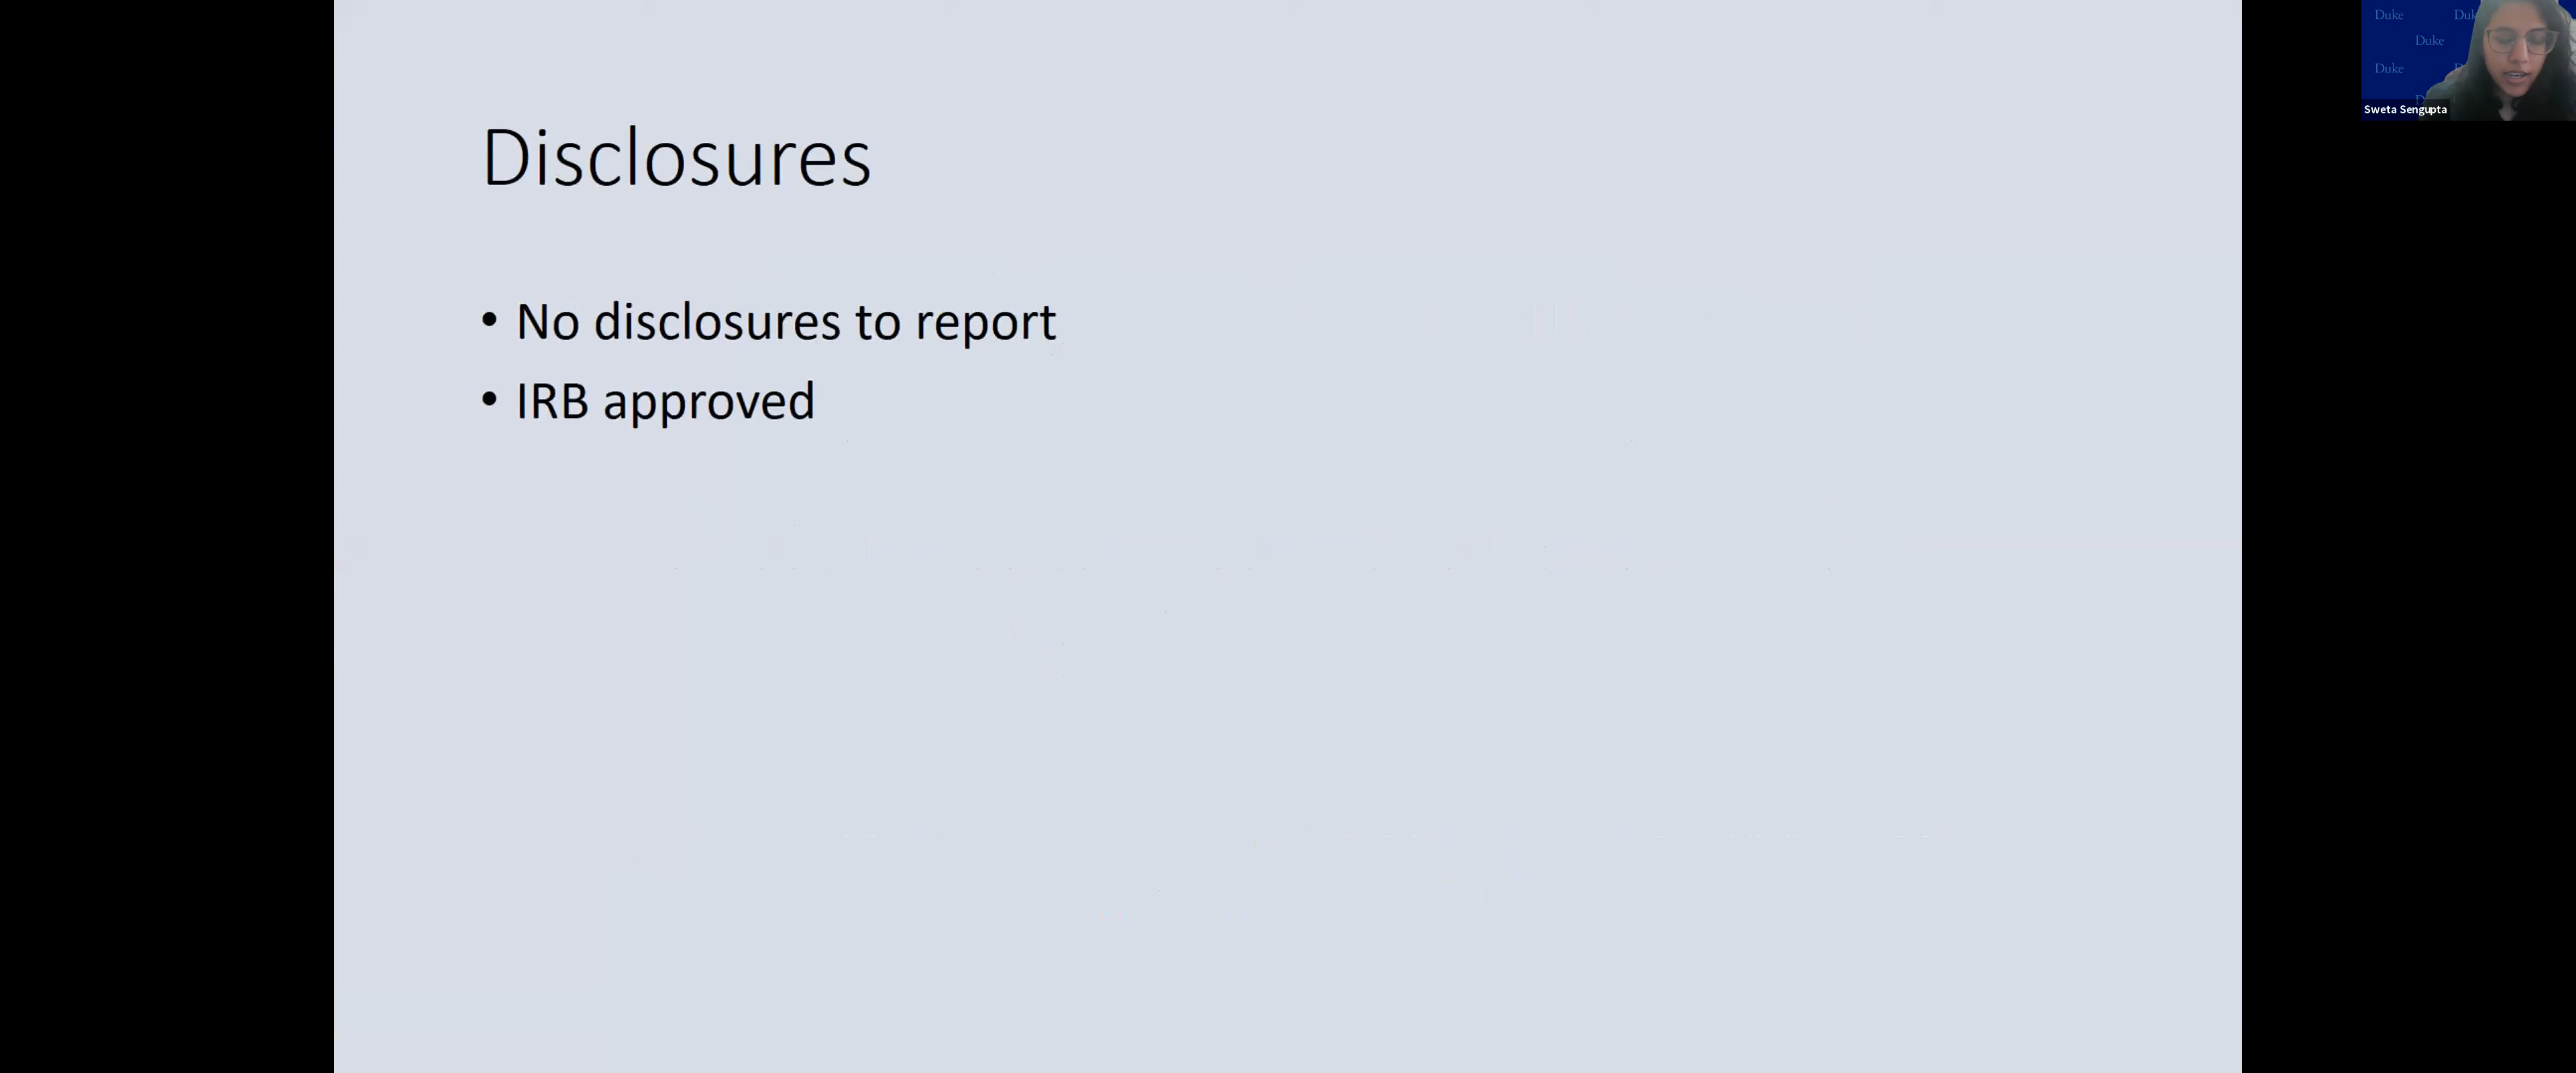 Disclosures
• No disclosures to report
• IRB approved
Duke
Duke
Duke
Sweta Sengupta